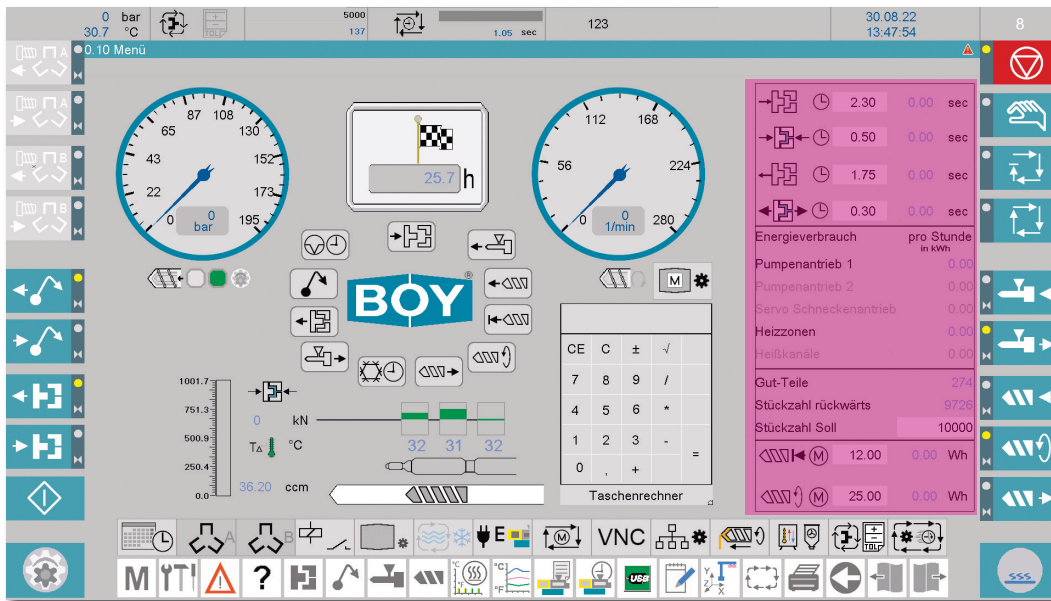 0 bar
30.7 °C
+
-
TOL
5000
137
1.05 sec
123
30.08.22
13:47:54
8
0.10 Menü
A
A
B
B
87 108
65 130
43 152
22 173
0 195
0
bar
25.7 h
112 168
56 224
0 280
0
1/min
BOY®
M
2.30 0.00 sec
0.50 0.00 sec
1.75 0.00 sec
0.30 0.00 sec
Energieverbrauch pro Stunde
in kWh
Pumpenantrieb 1 0.00
Pumpenantrieb 2 0.00
Servo Schneckenantrieb 0.00
Heizzonen 0.00
Heißkanäle 0.00
Gut-Teile 274
Stückzahl rückwärts 9726
Stückzahl Soll 10000
M 12.00 0.00 Wh
M 25.00 0.00 Wh
1001.7
751.3
500.9
250.4
0.0
0 kN
T∆ °C
36.20 ccm
32 31 32
CE C ± √
7 8 9 /
4 5 6 *
1 2 3 -
0 , + =
Taschenrechner
A B E M VNC TOL
M ? °C °C °F USB Y Z X